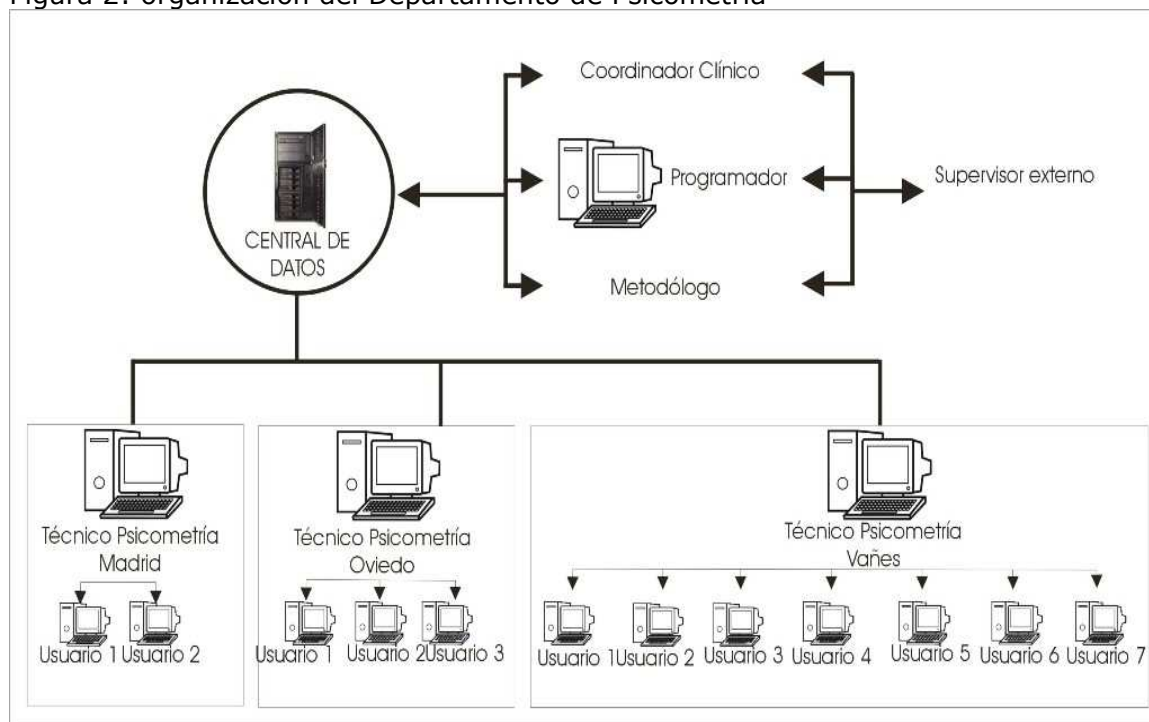 Figura 2: organización del Departamento de Psicometría
Coordinador Clínico
Programador
Supervisor externo
CENTRAL DE
DATOS
Metodólogo
Técnico Psicometría
Madrid
Usuario 1 Usuario 2
Técnico Psicometría
Oviedo
Usuario 1 Usuario 2 Usuario 3
Técnico Psicometría
Vañes
Usuario 1 Usuario 2 Usuario 3 Usuario 4 Usuario 5 Usuario 6 Usuario 7